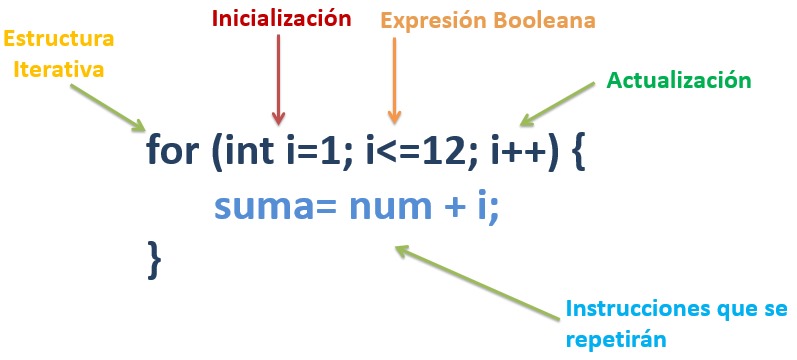 Inicialización
Expresión Booleana
Estructura
Iterativa
Actualización
for (int i=1; i<=12; i++) {
suma= num + i;
}
Instrucciones que se
repetirán